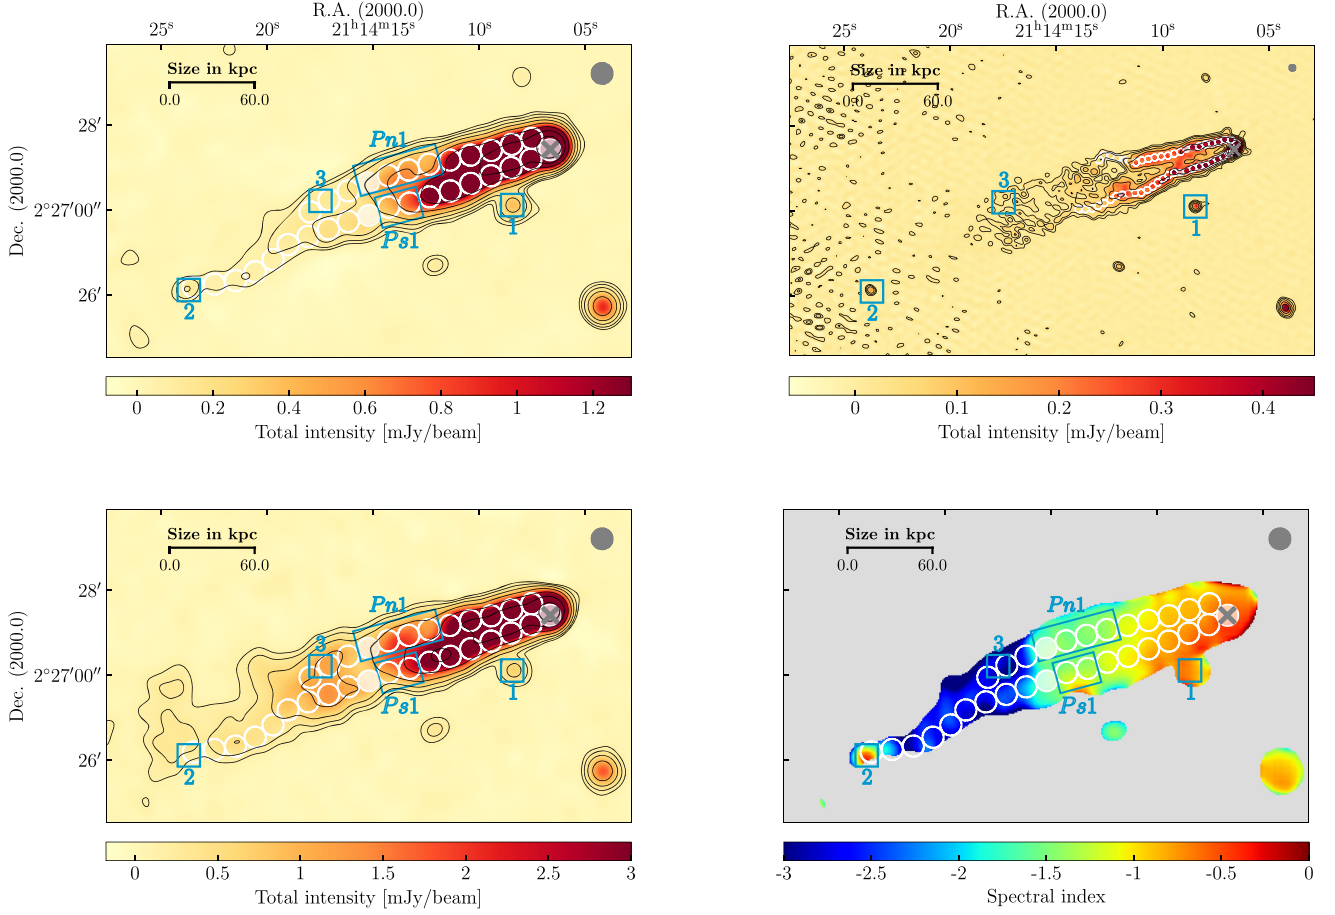 R.A. (2000.0)
25ˢ 20ˢ 21ʰ14ᵐ15ˢ 10ˢ 05ˢ
Size in kpc
0.0 60.0
28′
2°27′00″
26′
Dec. (2000.0)
Pn1
3
Ps1
1
2
0 0.2 0.4 0.6 0.8 1 1.2
Total intensity [mJy/beam]
R.A. (2000.0)
25ˢ 20ˢ 21ʰ14ᵐ15ˢ 10ˢ 05ˢ
Size in kpc
0.0 60.0
3
1
2
0 0.1 0.2 0.3 0.4
Total intensity [mJy/beam]
Size in kpc
0.0 60.0
28′
2°27′00″
26′
Dec. (2000.0)
Pn1
3
Ps1
1
2
0 0.5 1 1.5 2 2.5 3
Total intensity [mJy/beam]
Size in kpc
0.0 60.0
Pn1
3
Ps1
1
2
-3 -2.5 -2 -1.5 -1 -0.5 0
Spectral index